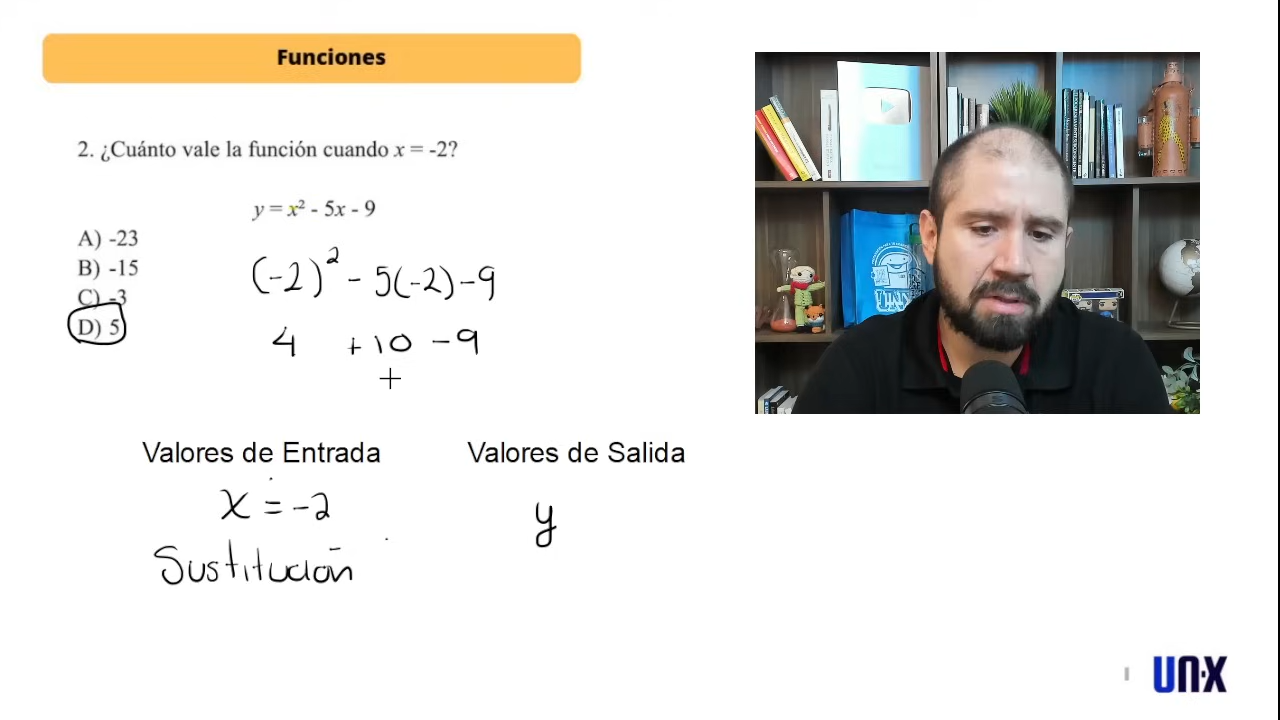 Funciones
2. ¿Cuánto vale la función cuando x = -2?
y = x² - 5x - 9
A) -23
B) -15
C) -3
D) 5
(-2)² - 5(-2) - 9
4 + 10 - 9
+
Valores de Entrada
x = -2
Sustitución
Valores de Salida
y
UNX